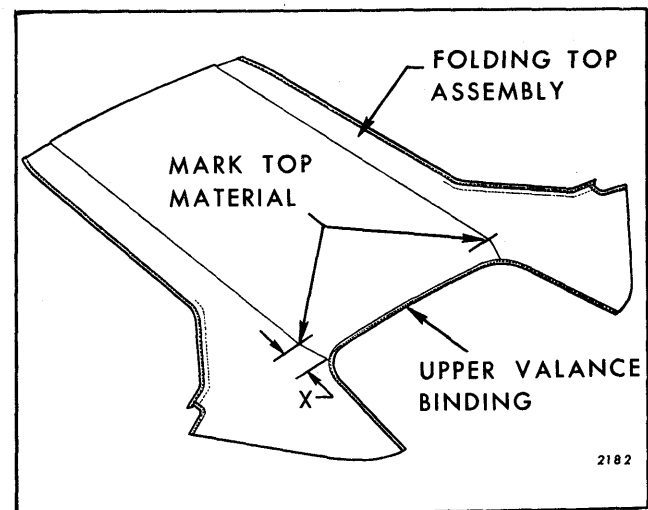 FOLDING TOP
ASSEMBLY
MARK TOP
MATERIAL
X
UPPER VALANCE
BINDING
2182